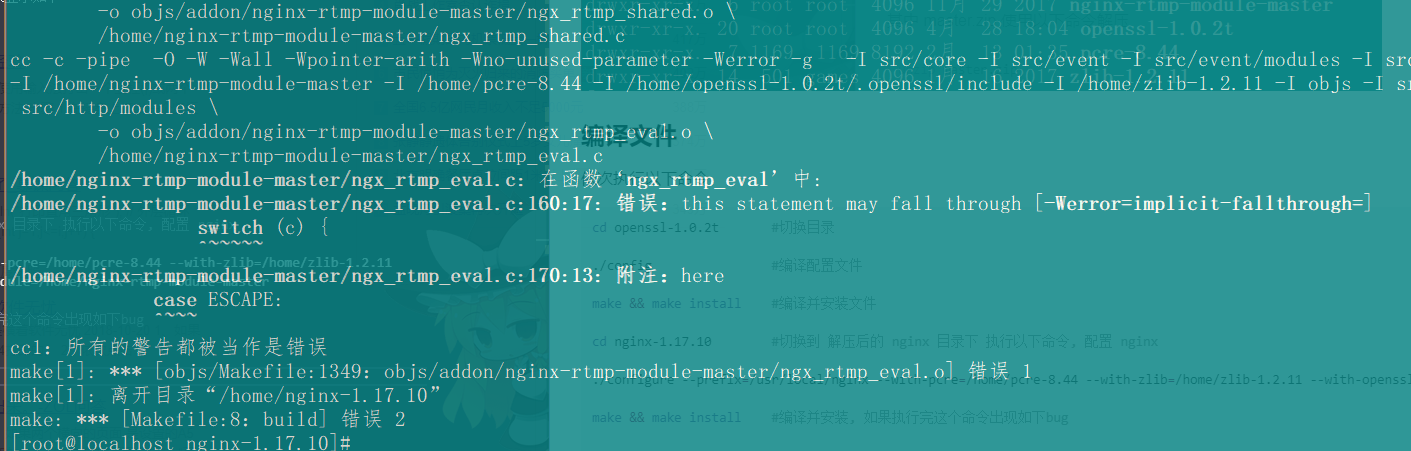 -o objs/addon/nginx-rtmp-module-master/ngx_rtmp_shared.o \
/home/nginx-rtmp-module-master/ngx_rtmp_shared.c
cc -c -pipe  -O -W -Wall -Wpointer-arith -Wno-unused-parameter -Werror -g   -I src/core -I src/event -I src/event/modules -I src
-I /home/nginx-rtmp-module-master -I /home/pcre-8.44 -I /home/openssl-1.0.2t/.openssl/include -I /home/zlib-1.2.11 -I objs -I sr
src/http/modules \
-o objs/addon/nginx-rtmp-module-master/ngx_rtmp_eval.o \
/home/nginx-rtmp-module-master/ngx_rtmp_eval.c
/home/nginx-rtmp-module-master/ngx_rtmp_eval.c: 在函数‘ngx_rtmp_eval’中:
/home/nginx-rtmp-module-master/ngx_rtmp_eval.c:160:17: 错误：this statement may fall through [-Werror=implicit-fallthrough=]
switch (c) {
^~~~~~
/home/nginx-rtmp-module-master/ngx_rtmp_eval.c:170:13: 附注：here
case ESCAPE:
^~~~
cc1：所有的警告都被当作是错误
make[1]: *** [objs/Makefile:1349：objs/addon/nginx-rtmp-module-master/ngx_rtmp_eval.o] 错误 1
make[1]: 离开目录“/home/nginx-1.17.10”
make: *** [Makefile:8：build] 错误 2
[root@localhost nginx-1.17.10]#
drwxr-xr-x. 6 root root 4096 11月 29 2017 nginx-rtmp-module-master
drwxr-xr-x. 20 root root 4096 4月 28 18:04 openssl-1.0.2t
编译文件
cd openssl-1.0.2t #切换目录
./config #编译配置文件
make && make install #编译并安装文件
cd nginx-1.17.10 #切换到 解压后的 nginx 目录下 执行以下命令，配置 nginx
./configure --prefix=/usr/local/nginx --with-pcre=/home/pcre-8.44 --with-zlib=/home/zlib-1.2.11 --with-openssl
make && make install #编译并安装，如果执行完这个命令出现如下bug